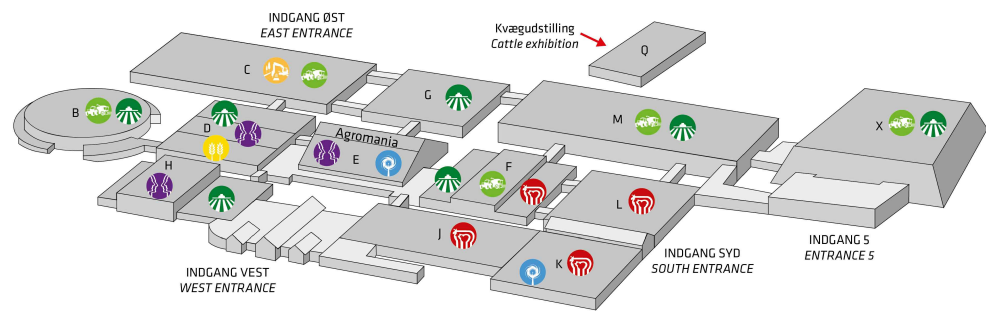 INDGANG ØST
EAST ENTRANCE
Kvægudstilling
Cattle exhibition
Q
C
G
B
D
Agromania
E
M
X
H
F
L
J
K
INDGANG VEST
WEST ENTRANCE
INDGANG SYD
SOUTH ENTRANCE
INDGANG 5
ENTRANCE 5